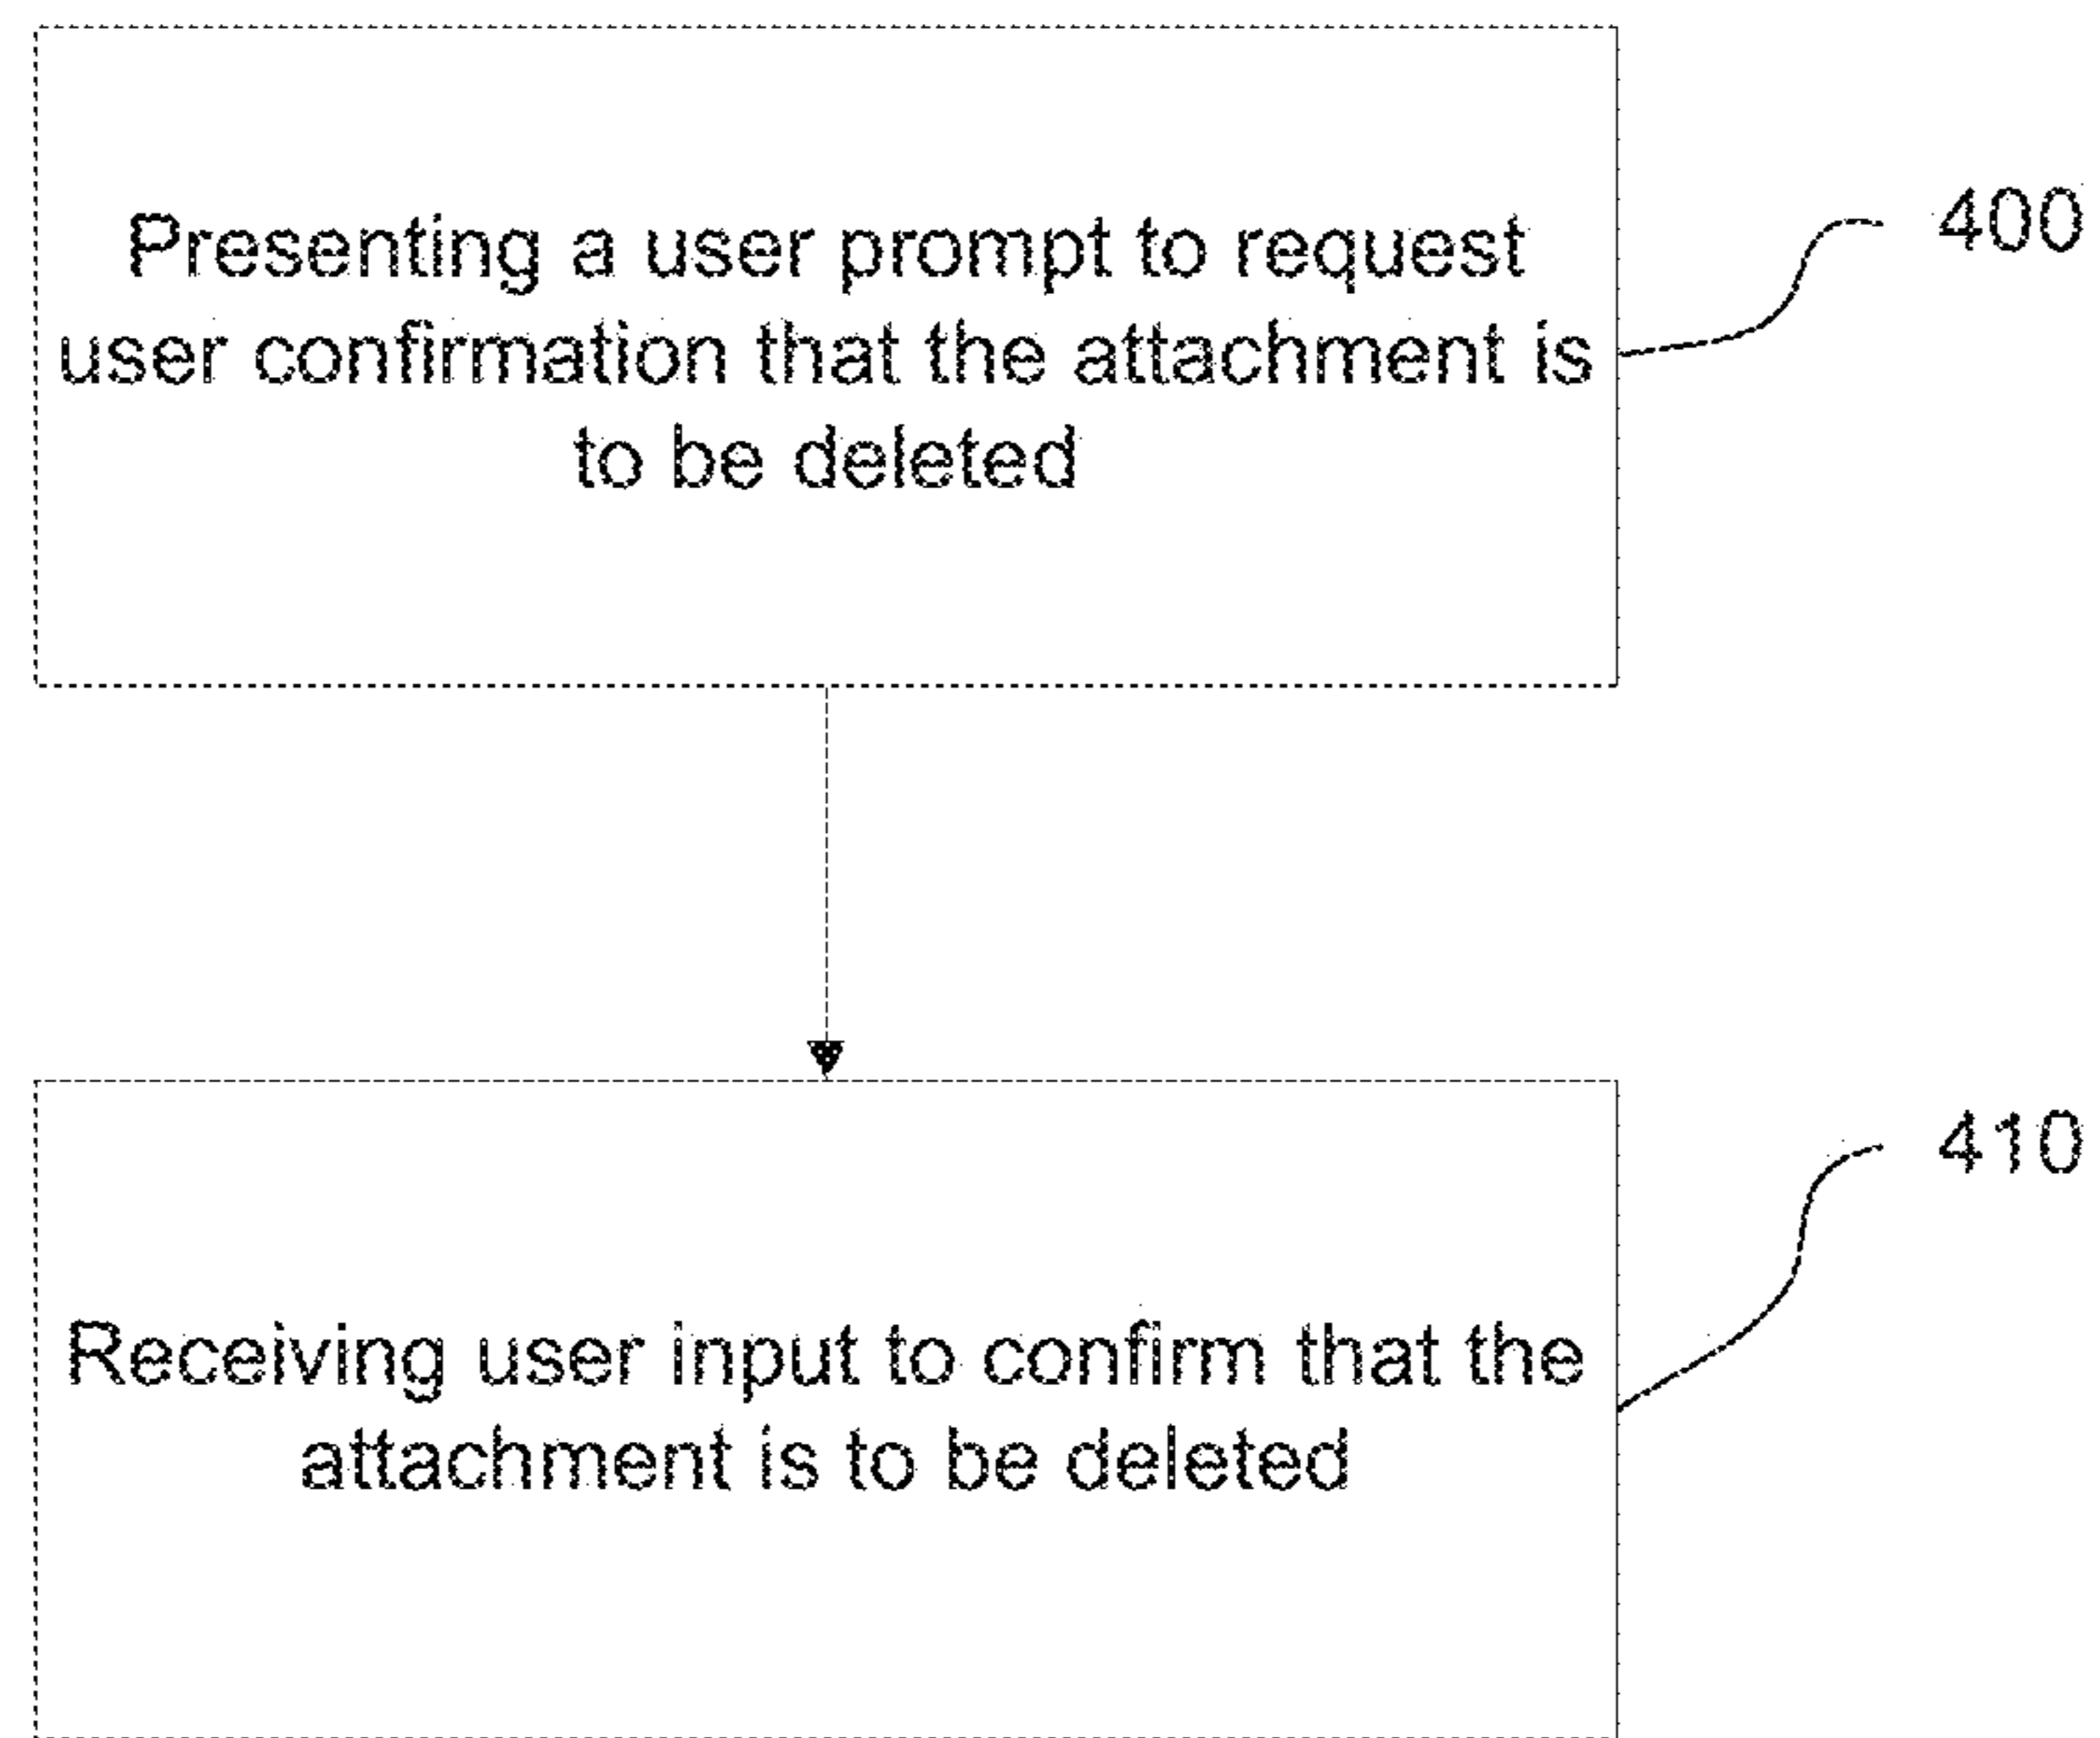 Presenting a user prompt to request
user confirmation that the attachment is
to be deleted
400
Receiving user input to confirm that the
attachment is to be deleted
410